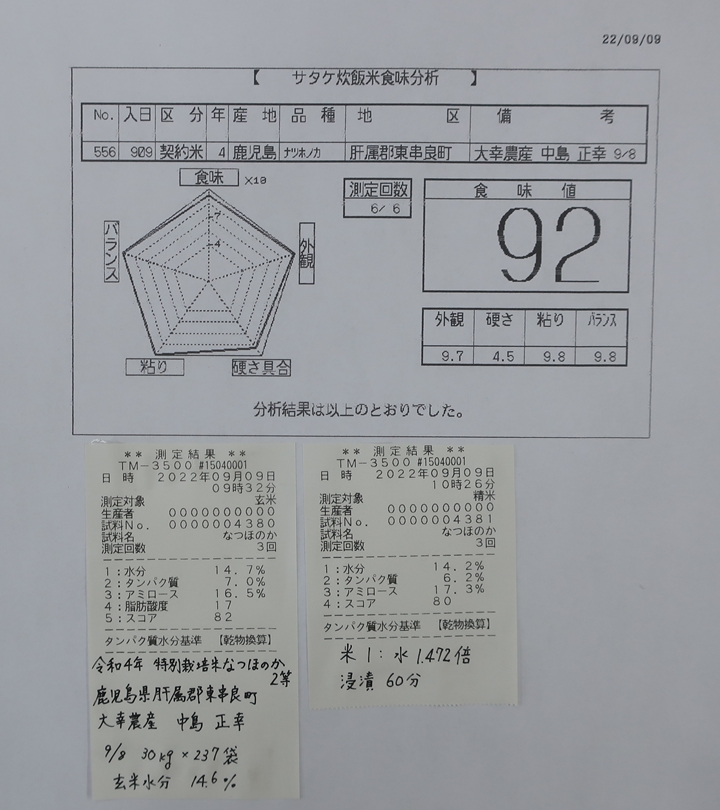 22/09/09
【 サタケ炊飯米食味分析 】
No. 入日 区分 年 産地 品種 地区 備考
556 909 契約米 4 鹿児島 ナツホノカ 肝属郡東串良町 大幸農産 中島 正幸 9/8
食味 ×10
7
4
バランス
外観
粘り
硬さ具合
測定回数
6/ 6
食味値
92
外観 硬さ 粘り バランス
9.7 4.5 9.8 9.8
分析結果は以上のとおりでした。
** 測定結果 **
TM-3500 #15040001
日 時 2022年09月09日
09時32分
測定対象 玄米
生産者 0000000000
試料No. 0000004380
試料名 なつほのか
測定回数 3回
1:水分 14.7%
2:タンパク質 7.0%
3:アミロース 16.5%
4:脂肪酸度 17
5:スコア 82
タンパク質水分基準 【乾物換算】
令和4年 特別栽培米なつほのか
2等
鹿児島県肝属郡東串良町
大幸農産 中島 正幸
9/8 30kg×237袋
玄米水分 14.6%
** 測定結果 **
TM-3500 #15040001
日 時 2022年09月09日
10時26分
測定対象 精米
生産者 0000000000
試料No. 0000004381
試料名 なつほのか
測定回数 3回
1:水分 14.2%
2:タンパク質 6.2%
3:アミロース 17.3%
4:スコア 80
タンパク質水分基準 【乾物換算】
米1:水1.472倍
浸漬 60分